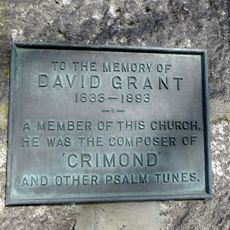 TO THE MEMORY OF
DAVID GRANT
1833–1893
A MEMBER OF THIS CHURCH,
HE WAS THE COMPOSER OF
'CRIMOND'
AND OTHER PSALM TUNES.